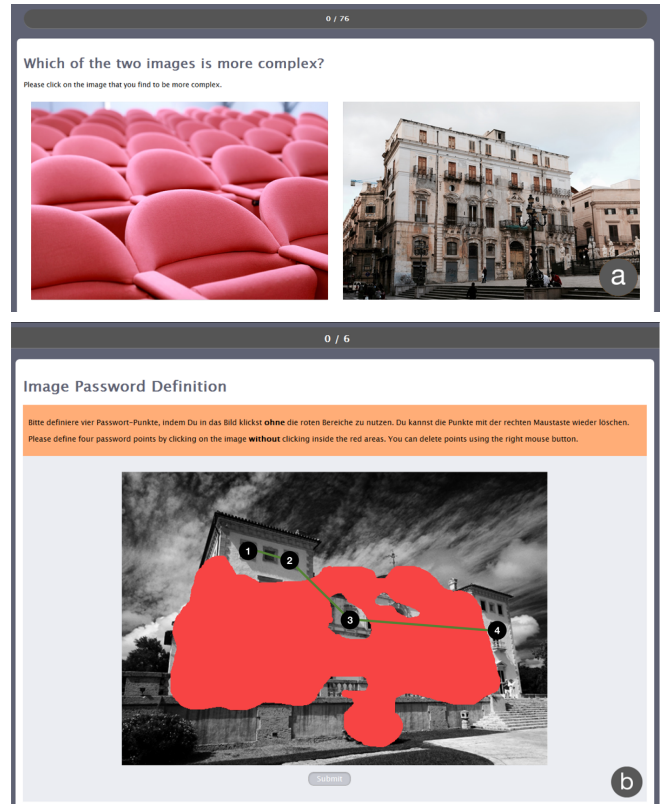 0 / 76
Which of the two images is more complex?
Please click on the image that you find to be more complex.
a
0 / 6
Image Password Definition
Bitte definiere vier Passwort-Punkte, indem Du in das Bild klickst ohne die roten Bereiche zu nutzen. Du kannst die Punkte mit der rechten Maustaste wieder löschen.
Please define four password points by clicking on the image without clicking inside the red areas. You can delete points using the right mouse button.
1
2
3
4
Submit
b